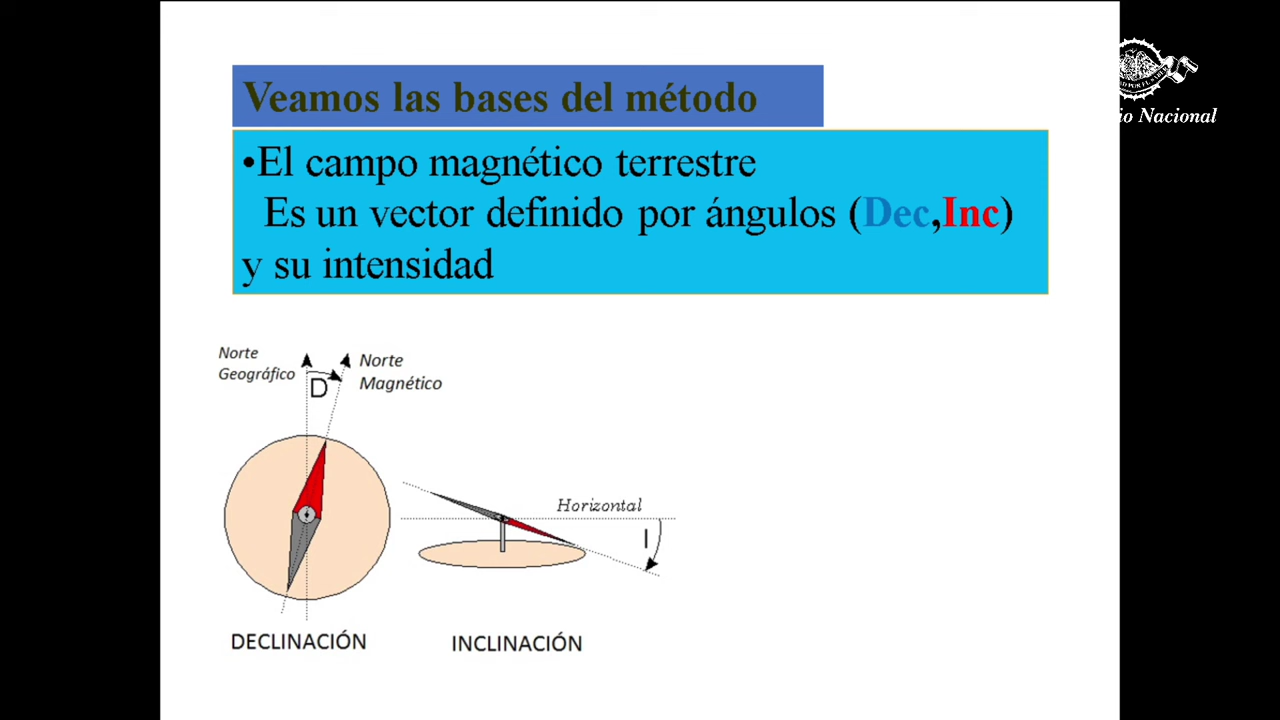 Veamos las bases del método
•El campo magnético terrestre
Es un vector definido por ángulos (Dec,Inc)
y su intensidad
Norte
Geográfico
Norte
Magnético
D
Horizontal
I
DECLINACIÓN
INCLINACIÓN
io Nacional